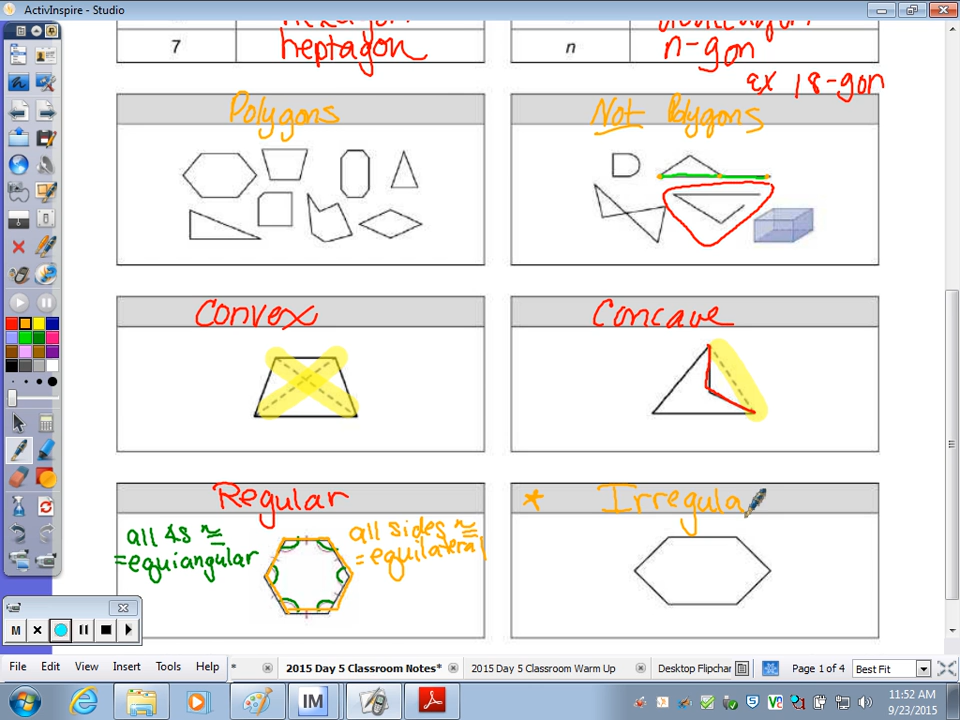 ActivInspire - Studio
7
heptagon
n
n-gon
ex 18-gon
Polygons
Not Polygons
Convex
Concave
Regular
* Irregula
all ∡s ≅
= equiangular
all sides ≅
= equilateral
M
File Edit View Insert Tools Help * 2015 Day 5 Classroom Notes* 2015 Day 5 Classroom Warm Up Desktop Flipchar Page 1 of 4 Best Fit
IM
11:52 AM
9/23/2015